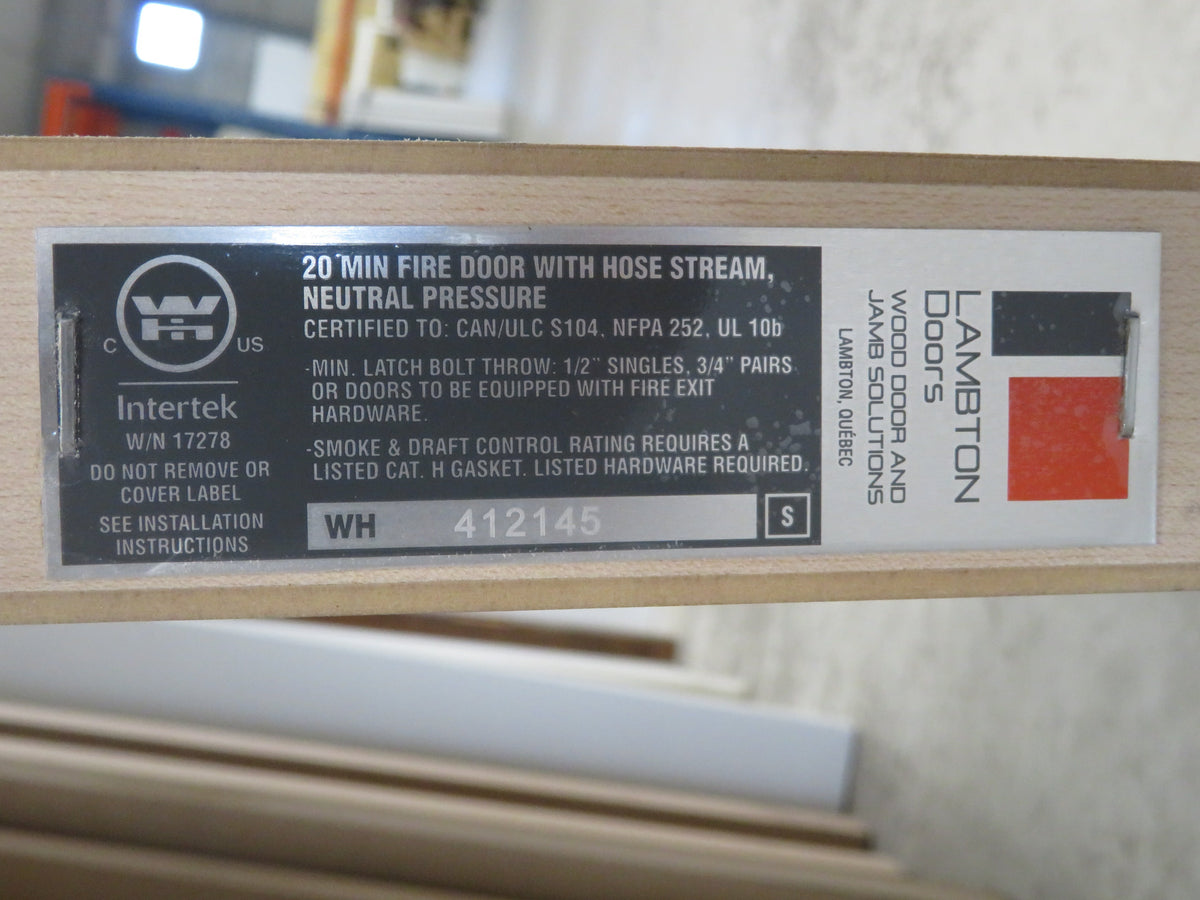 C WH US
Intertek
W/N 17278
DO NOT REMOVE OR
COVER LABEL
SEE INSTALLATION
INSTRUCTIONS
20 MIN FIRE DOOR WITH HOSE STREAM,
NEUTRAL PRESSURE
CERTIFIED TO: CAN/ULC S104, NFPA 252, UL 10b
-MIN. LATCH BOLT THROW: 1/2" SINGLES, 3/4" PAIRS
OR DOORS TO BE EQUIPPED WITH FIRE EXIT
HARDWARE.
-SMOKE & DRAFT CONTROL RATING REQUIRES A
LISTED CAT. H GASKET. LISTED HARDWARE REQUIRED.
WH 412145 S
LAMBTON
Doors
WOOD DOOR AND
JAMB SOLUTIONS
LAMBTON, QUÉBEC